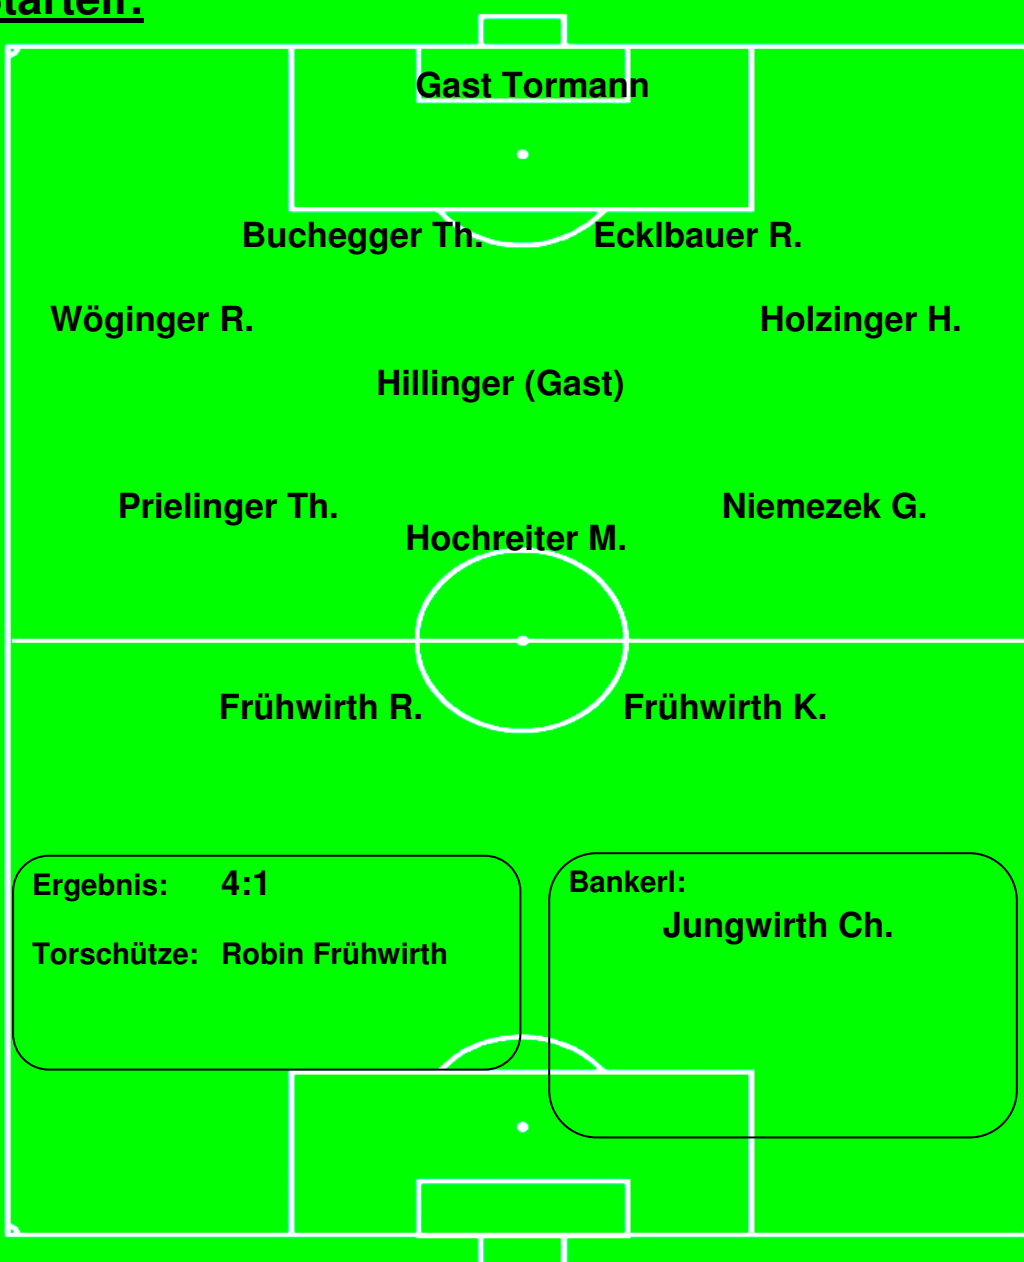 Gast Tormann
Buchegger Th. Ecklbauer R.
Wöginger R. Holzinger H.
Hillinger (Gast)
Prielinger Th. Niemezek G.
Hochreiter M.
Frühwirth R. Frühwirth K.
Ergebnis: 4:1
Torschütze: Robin Frühwirth
Bankerl:
Jungwirth Ch.